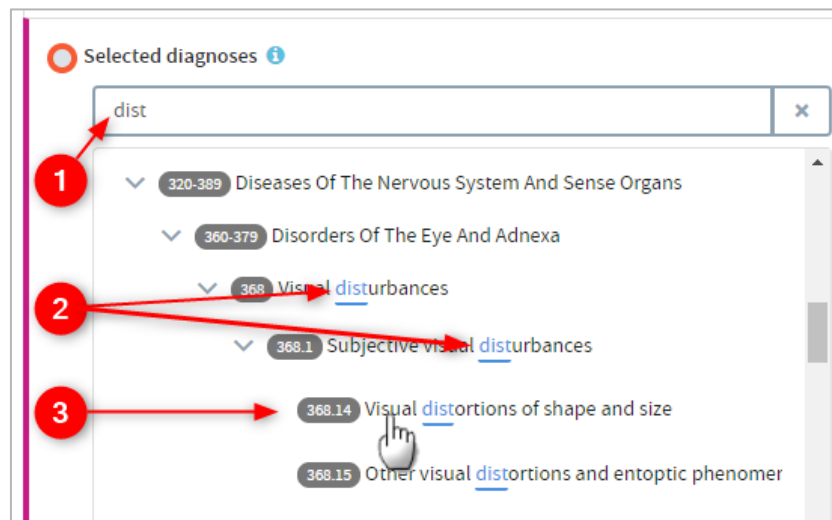 Selected diagnoses i
dist ×
1
320-389 Diseases Of The Nervous System And Sense Organs
360-379 Disorders Of The Eye And Adnexa
368 Visual disturbances
2
368.1 Subjective visual disturbances
3 368.14 Visual distortions of shape and size
368.15 Other visual distortions and entoptic phenomen